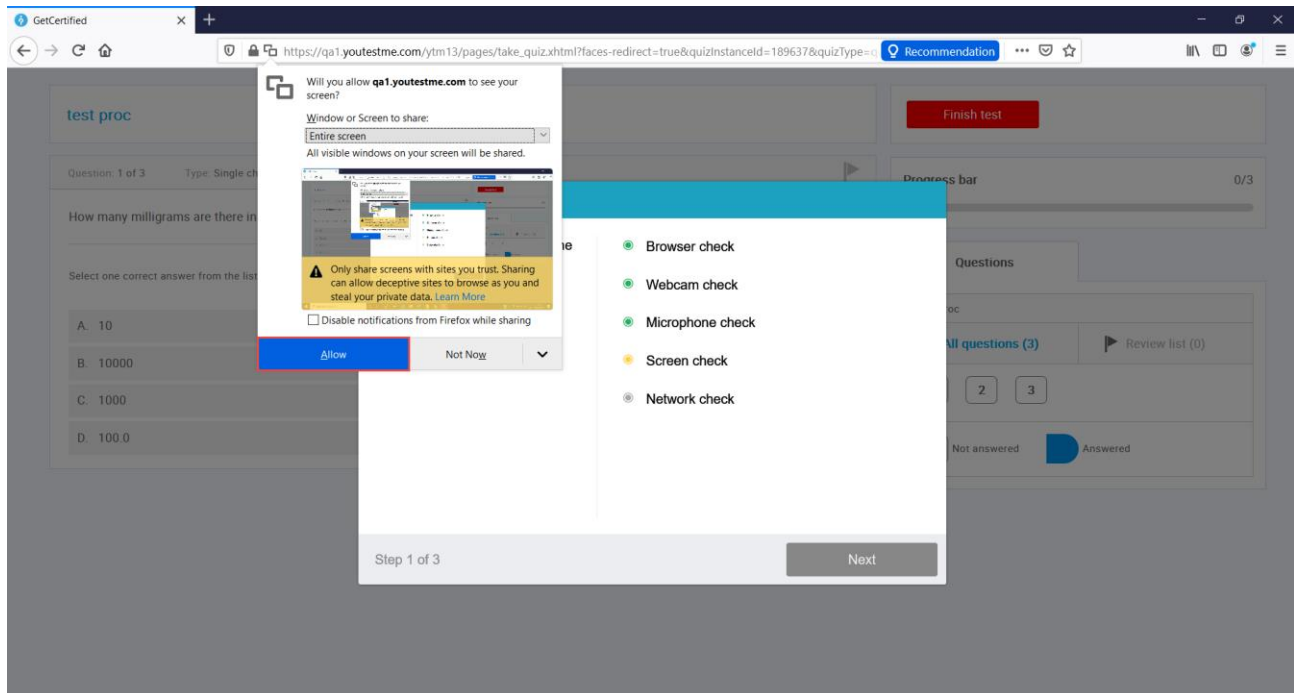 GetCertified
https://qa1.youtestme.com/ytm13/pages/take_quiz.xhtml?faces-redirect=true&quizInstanceId=189637&quizType=
Recommendation
Will you allow qa1.youtestme.com to see your
screen?
Window or Screen to share:
Entire screen
All visible windows on your screen will be shared.
Only share screens with sites you trust. Sharing
can allow deceptive sites to browse as you and
steal your private data. Learn More
Disable notifications from Firefox while sharing
Allow
Not Now
test proc
Finish test
Question: 1 of 3 Type: Single
Progress bar 0/3
How many milligrams are there in
Select one correct answer from the list
A. 10
B. 10000
C. 1000
D. 100.0
Browser check
Webcam check
Microphone check
Screen check
Network check
Step 1 of 3
Next
Questions
All questions (3)
Review list (0)
2 3
Not answered
Answered